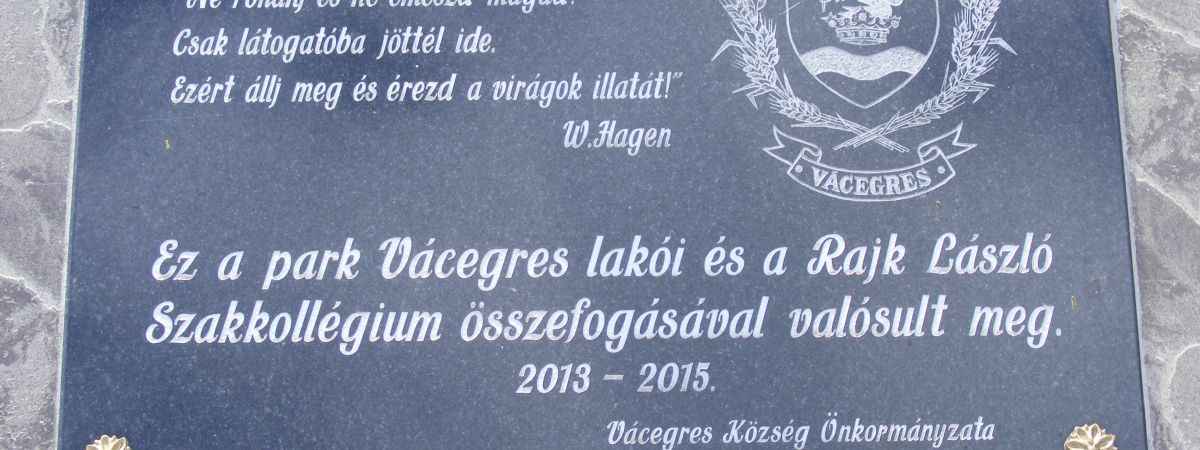 Csak látogatóba jöttél ide.
Ezért állj meg és érezd a virágok illatát!"
W.Hagen
VÁCEGRES
Ez a park Vácegres lakói és a Rajk László
Szakkollégium összefogásával valósult meg.
2013 – 2015.
Vácegres Község Önkormányzata